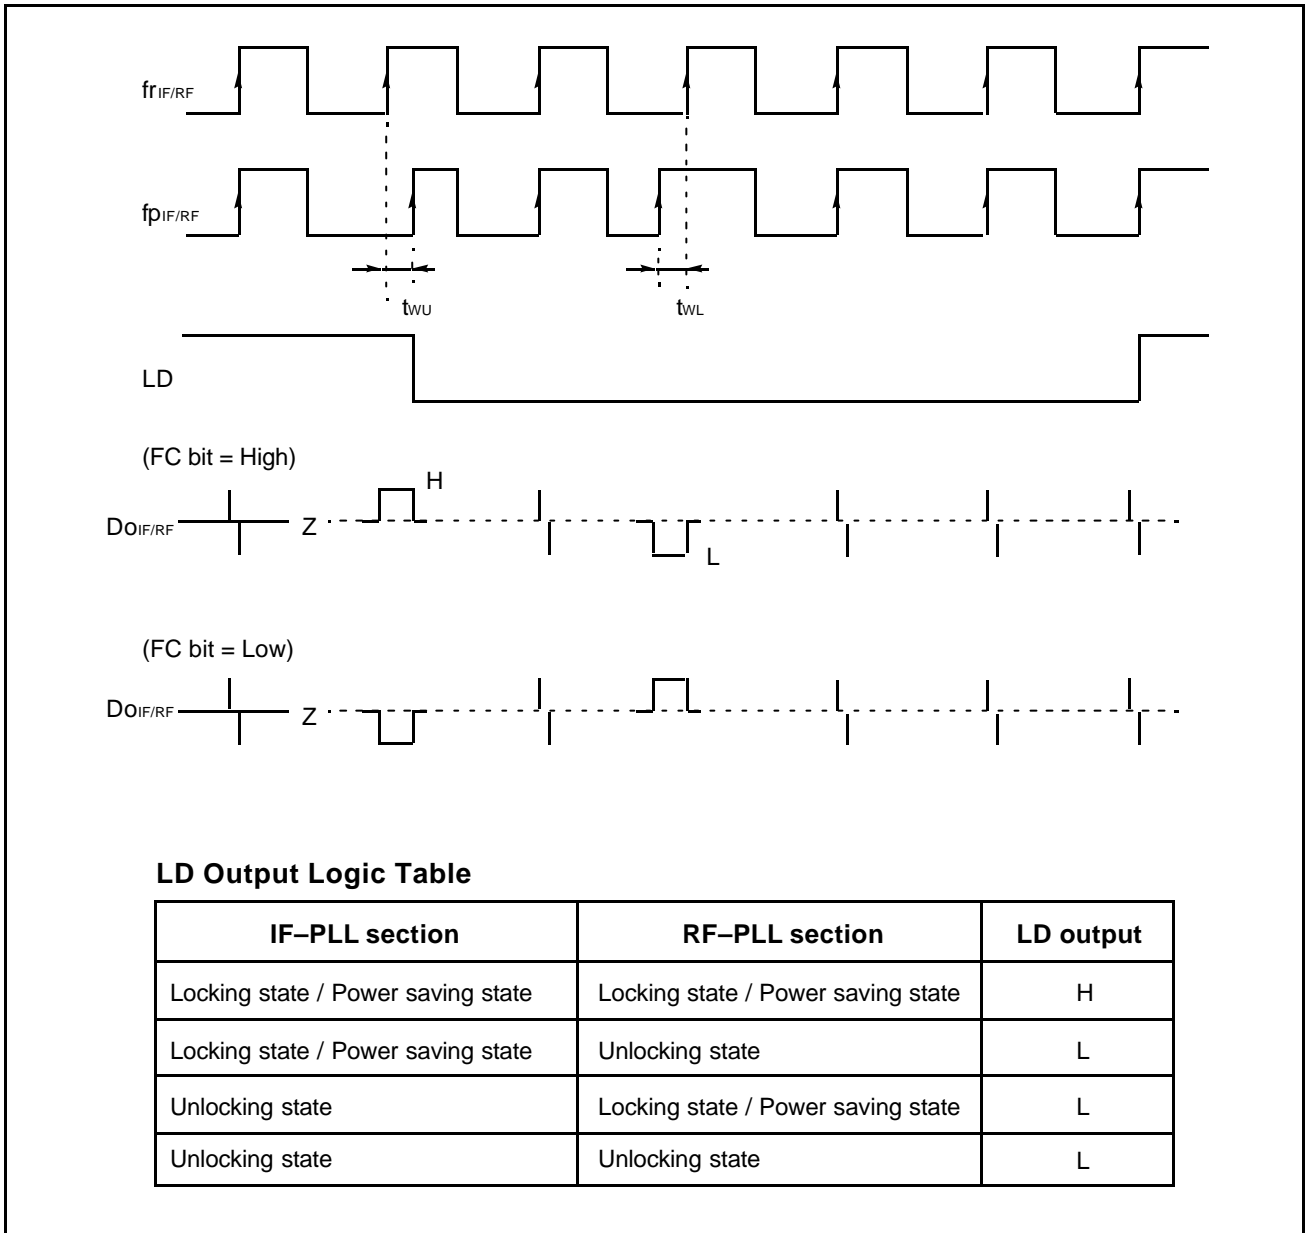 frIF/RF
fpIF/RF
tWU tWL
LD
(FC bit = High)
H
DoIF/RF Z
L
(FC bit = Low)
DoIF/RF Z
LD Output Logic Table
IF–PLL section RF–PLL section LD output
Locking state / Power saving state Locking state / Power saving state H
Locking state / Power saving state Unlocking state L
Unlocking state Locking state / Power saving state L
Unlocking state Unlocking state L